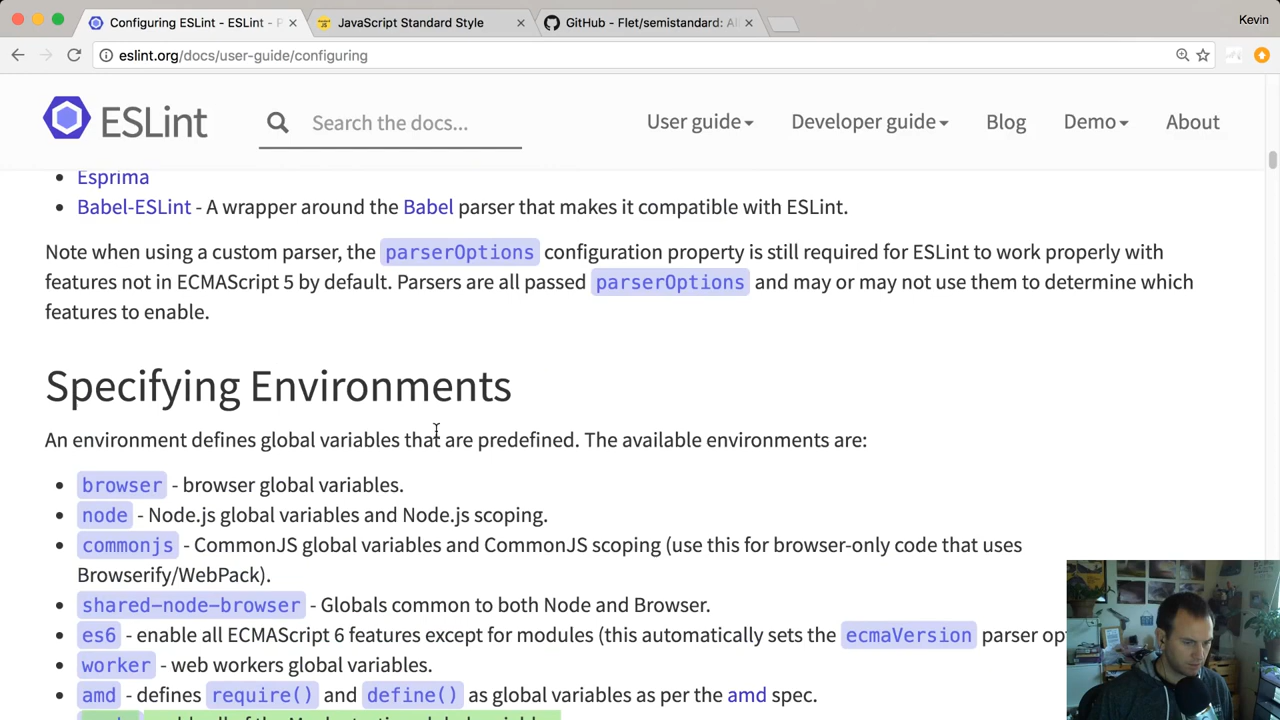 Configuring ESLint - ESLint - P
JavaScript Standard Style
GitHub - Flet/semistandard: Al
Kevin
eslint.org/docs/user-guide/configuring
ESLint
Search the docs...
User guide
Developer guide
Blog
Demo
About
Esprima
Babel-ESLint - A wrapper around the Babel parser that makes it compatible with ESLint.
Note when using a custom parser, the parserOptions configuration property is still required for ESLint to work properly with
features not in ECMAScript 5 by default. Parsers are all passed parserOptions and may or may not use them to determine which
features to enable.
Specifying Environments
An environment defines global variables that are predefined. The available environments are:
browser - browser global variables.
node - Node.js global variables and Node.js scoping.
commonjs - CommonJS global variables and CommonJS scoping (use this for browser-only code that uses
Browserify/WebPack).
shared-node-browser - Globals common to both Node and Browser.
es6 - enable all ECMAScript 6 features except for modules (this automatically sets the ecmaVersion parser op
worker - web workers global variables.
amd - defines require() and define() as global variables as per the amd spec.